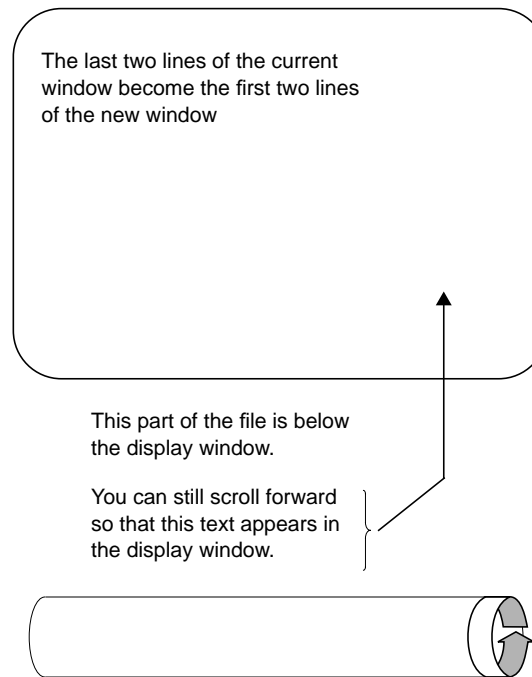 The last two lines of the current
window become the first two lines
of the new window
This part of the file is below
the display window.
You can still scroll forward
so that this text appears in
the display window.